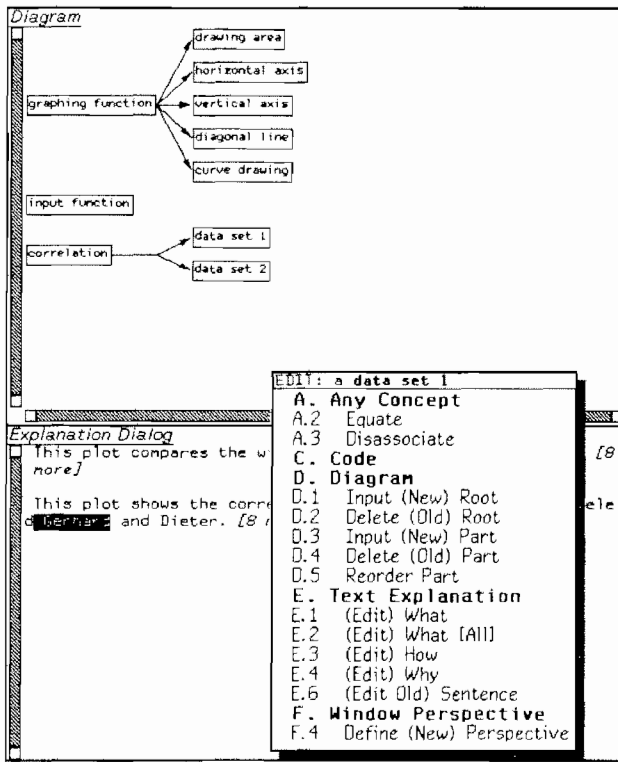 Diagram
drawing area
horizontal axis
graphing function
vertical axis
diagonal line
curve drawing
input function
data set 1
correlation
data set 2
EDIT: a data set 1
A. Any Concept
A.2 Equate
A.3 Disassociate
C. Code
D. Diagram
D.1 Input (New) Root
D.2 Delete (Old) Root
D.3 Input (New) Part
D.4 Delete (Old) Part
D.5 Reorder Part
E. Text Explanation
E.1 (Edit) What
E.2 (Edit) What [All]
E.3 (Edit) How
E.4 (Edit) Why
E.6 (Edit Old) Sentence
F. Window Perspective
F.4 Define (New) Perspective
Explanation Dialog
This plot compares the w [8
more]
This plot shows the corre ele
d and Dieter. [8